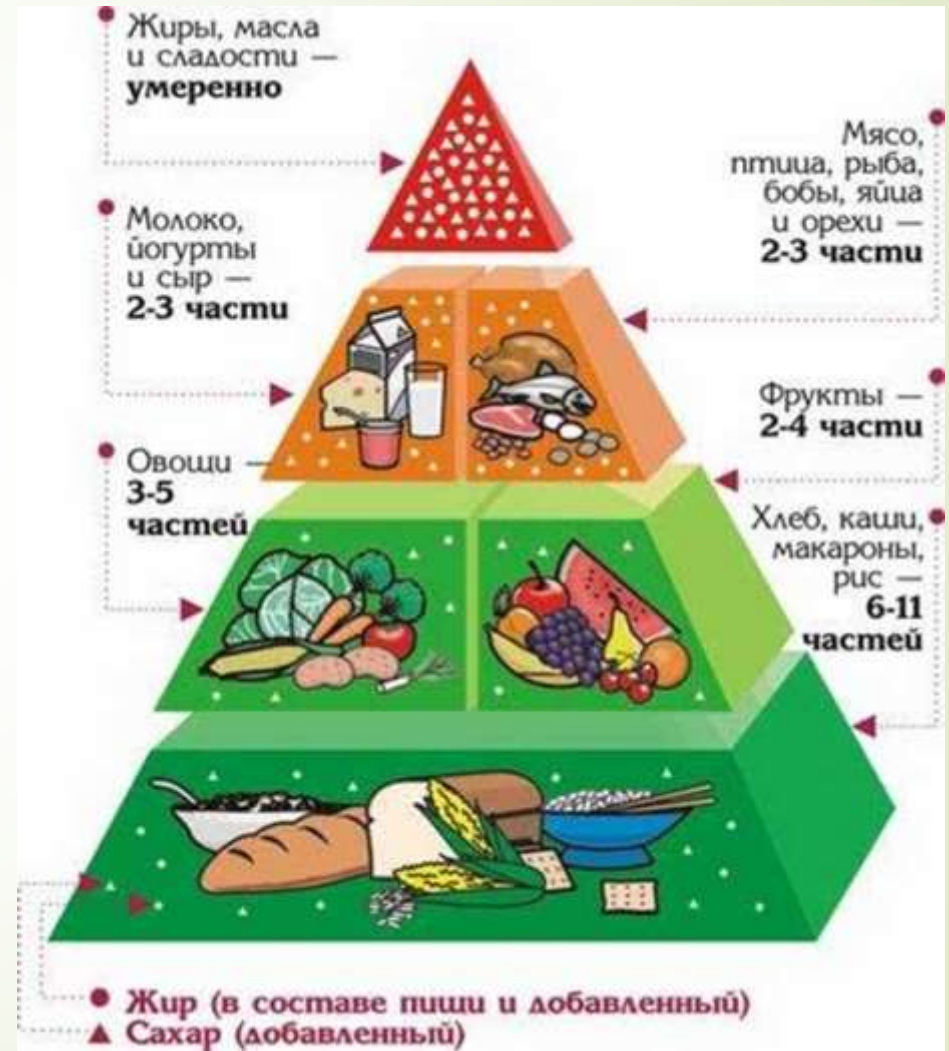 Жиры, масла
и сладости —
умеренно
Мясо,
птица, рыба,
бобы, яйца
и орехи —
2-3 части
Молоко,
йогурты
и сыр —
2-3 части
Фрукты —
2-4 части
Овощи —
3-5
частей
Хлеб, каши,
макароны,
рис —
6-11
частей
Жир (в составе пищи и добавленный)
Сахар (добавленный)